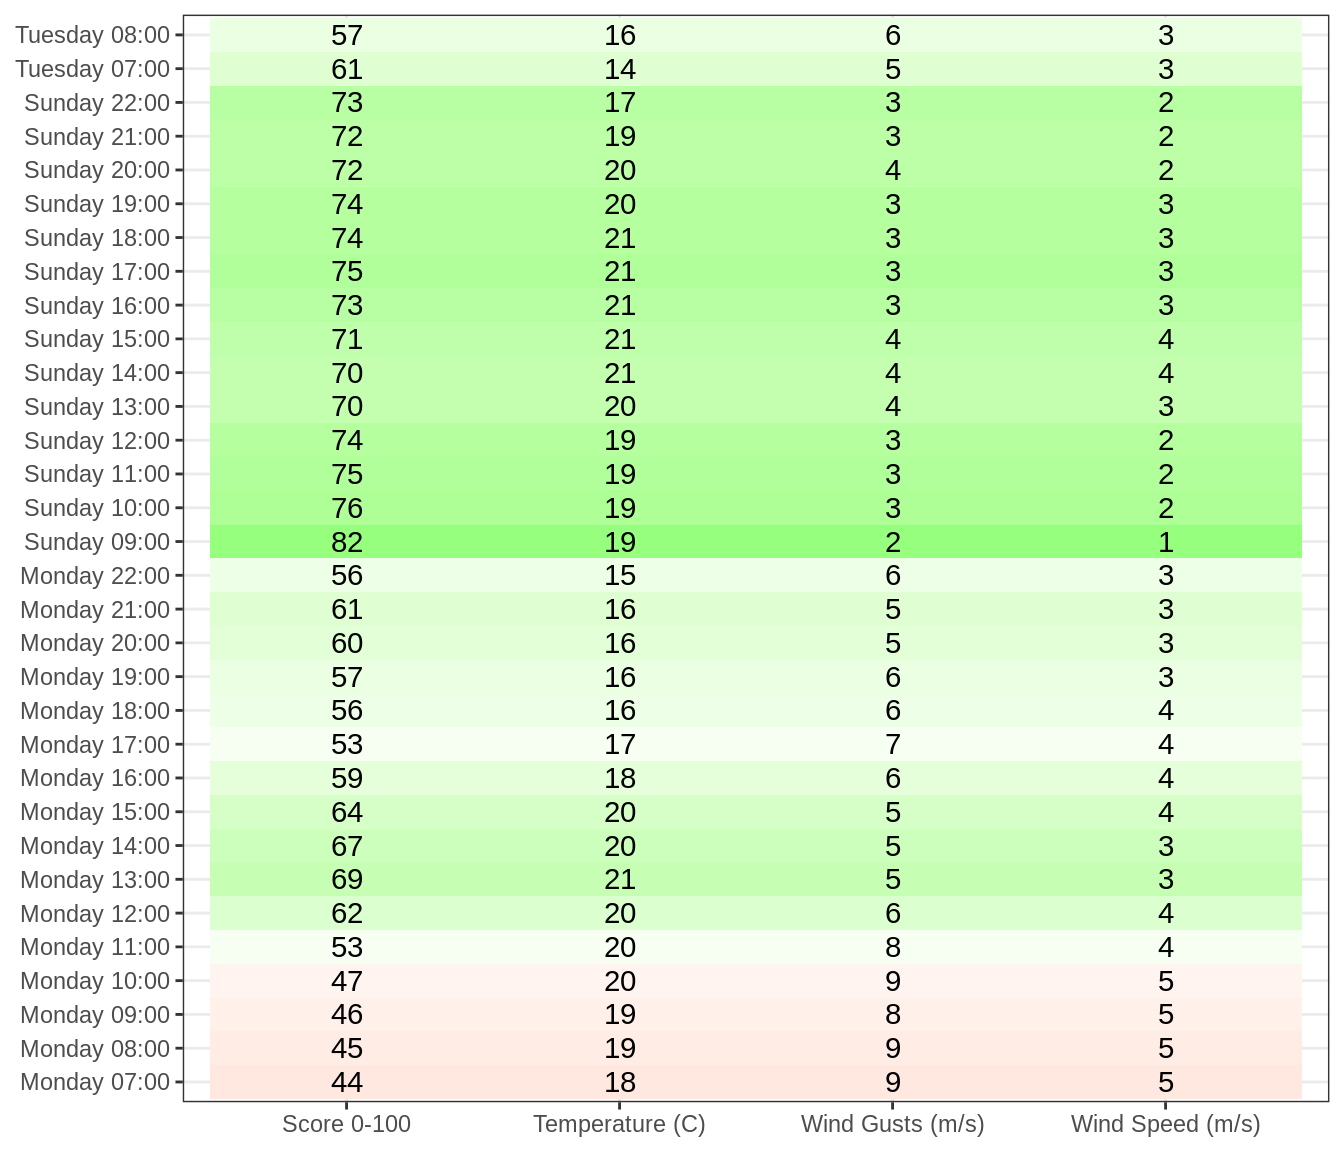 Tuesday 08:00 57 16 6 3
Tuesday 07:00 61 14 5 3
Sunday 22:00 73 17 3 2
Sunday 21:00 72 19 3 2
Sunday 20:00 72 20 4 2
Sunday 19:00 74 20 3 3
Sunday 18:00 74 21 3 3
Sunday 17:00 75 21 3 3
Sunday 16:00 73 21 3 3
Sunday 15:00 71 21 4 4
Sunday 14:00 70 21 4 4
Sunday 13:00 70 20 4 3
Sunday 12:00 74 19 3 2
Sunday 11:00 75 19 3 2
Sunday 10:00 76 19 3 2
Sunday 09:00 82 19 2 1
Monday 22:00 56 15 6 3
Monday 21:00 61 16 5 3
Monday 20:00 60 16 5 3
Monday 19:00 57 16 6 3
Monday 18:00 56 16 6 4
Monday 17:00 53 17 7 4
Monday 16:00 59 18 6 4
Monday 15:00 64 20 5 4
Monday 14:00 67 20 5 3
Monday 13:00 69 21 5 3
Monday 12:00 62 20 6 4
Monday 11:00 53 20 8 4
Monday 10:00 47 20 9 5
Monday 09:00 46 19 8 5
Monday 08:00 45 19 9 5
Monday 07:00 44 18 9 5
Score 0-100 Temperature (C) Wind Gusts (m/s) Wind Speed (m/s)